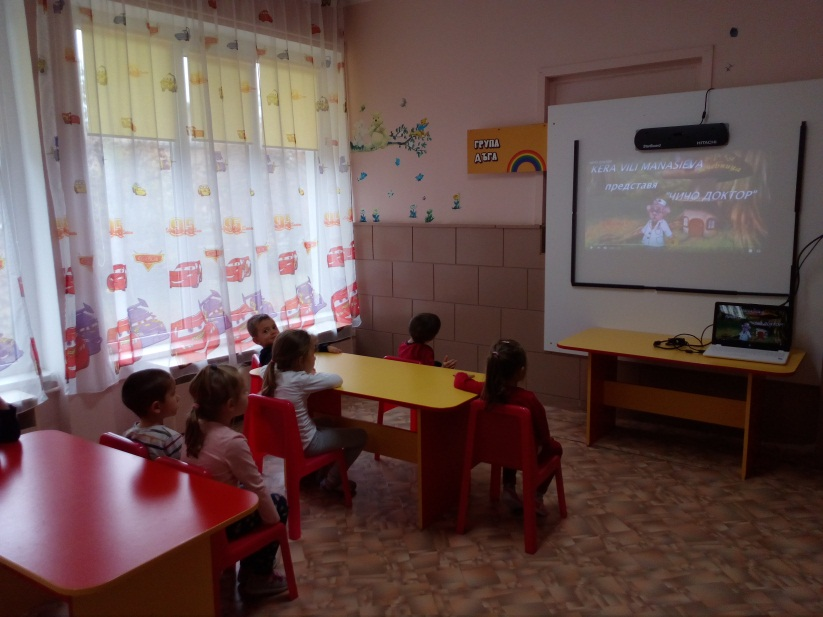 ГРУПА
ДЪГА
HITACHI
KERA VILI MANASIEVA
представя
"ЧИЧО ДОКТОР"